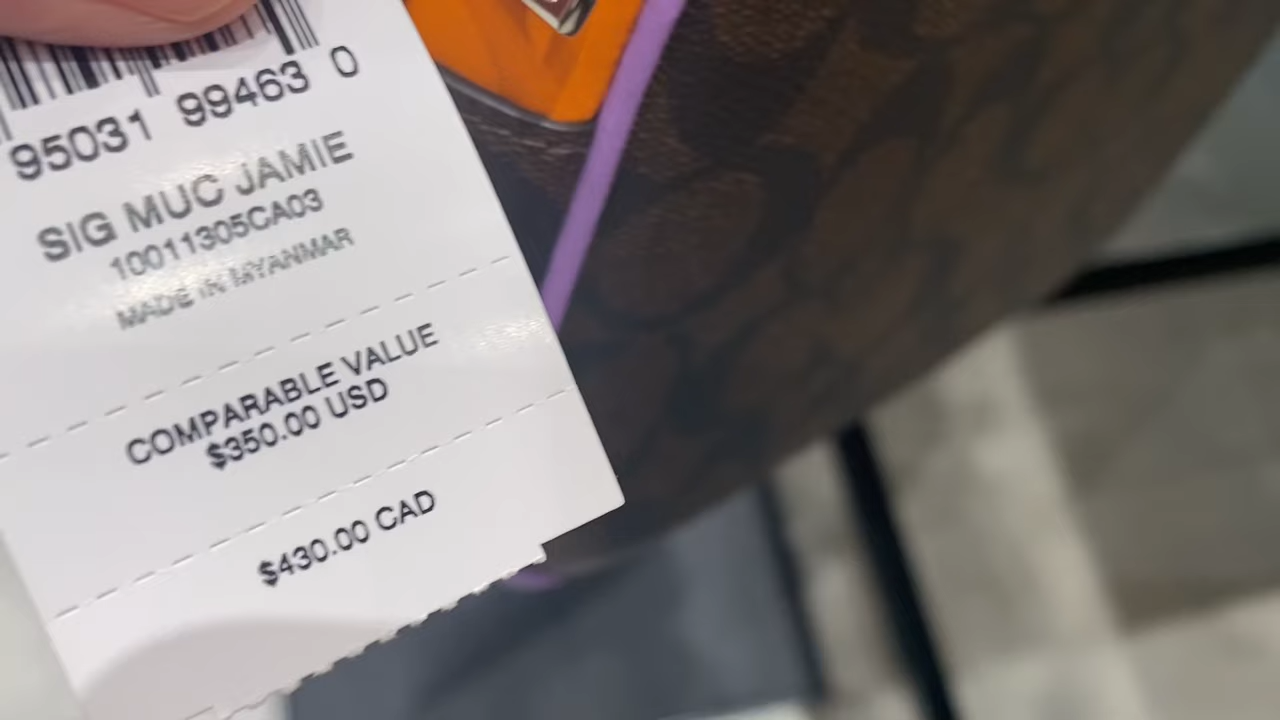 95031 99463 0
SIG MUC JAMIE
10011305CA03
MADE IN MYANMAR
COMPARABLE VALUE
$350.00 USD
$430.00 CAD